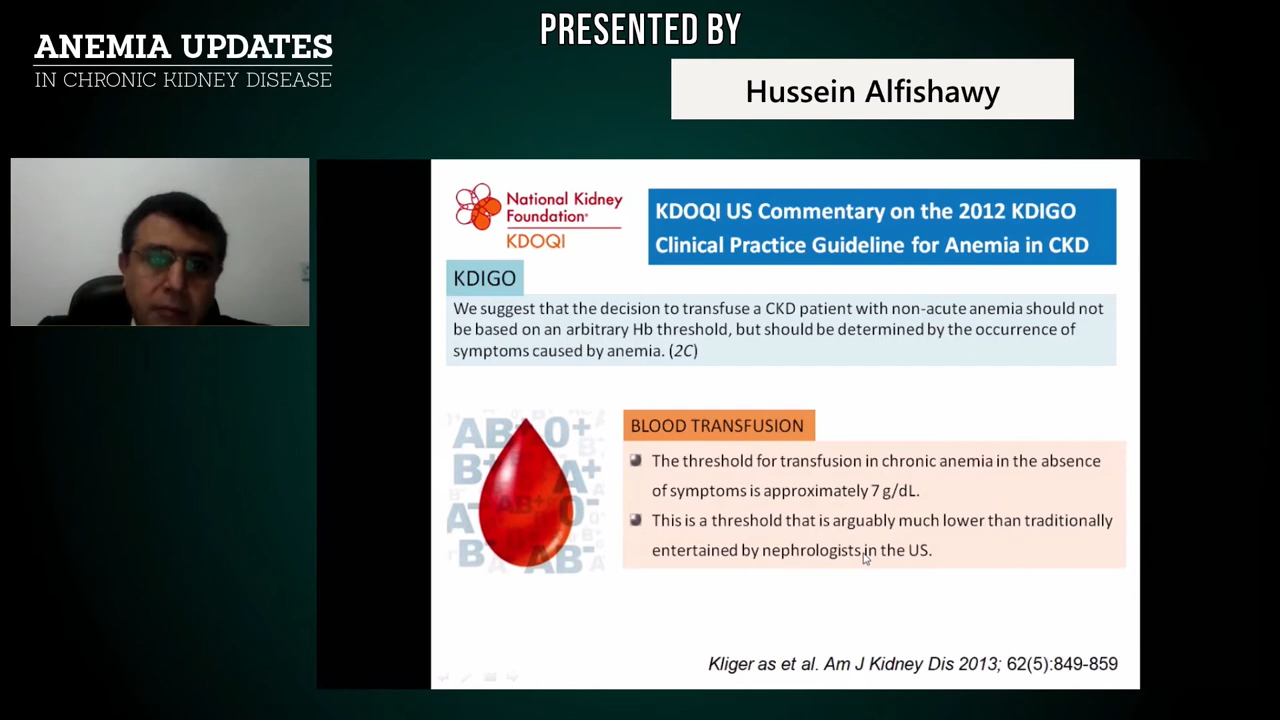 ANEMIA UPDATES
IN CHRONIC KIDNEY DISEASE
PRESENTED BY
Hussein Alfishawy
National Kidney
Foundation®
KDOQI
KDOQI US Commentary on the 2012 KDIGO
Clinical Practice Guideline for Anemia in CKD
KDIGO
We suggest that the decision to transfuse a CKD patient with non-acute anemia should not
be based on an arbitrary Hb threshold, but should be determined by the occurrence of
symptoms caused by anemia. (2C)
AB 0+
B+ A+
AB+
A- 0-
B AB
BLOOD TRANSFUSION
The threshold for transfusion in chronic anemia in the absence
of symptoms is approximately 7 g/dL.
This is a threshold that is arguably much lower than traditionally
entertained by nephrologists in the US.
Kliger as et al. Am J Kidney Dis 2013; 62(5):849-859